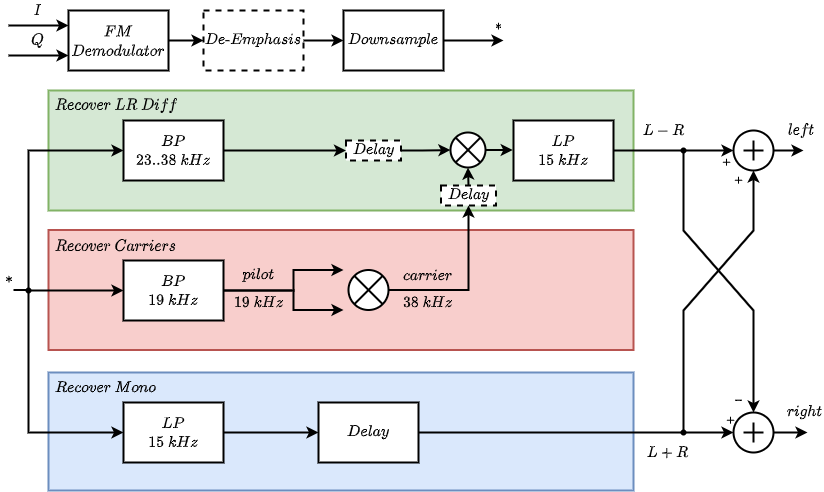 I
Q
FM
Demodulator
De-Emphasis
Downsample
*
Recover LR Diff
BP
23..38 kHz
Delay
LP
15 kHz
L − R
left
+
+
Delay
*
Recover Carriers
BP
19 kHz
pilot
19 kHz
carrier
38 kHz
Recover Mono
LP
15 kHz
Delay
L + R
−
+
right